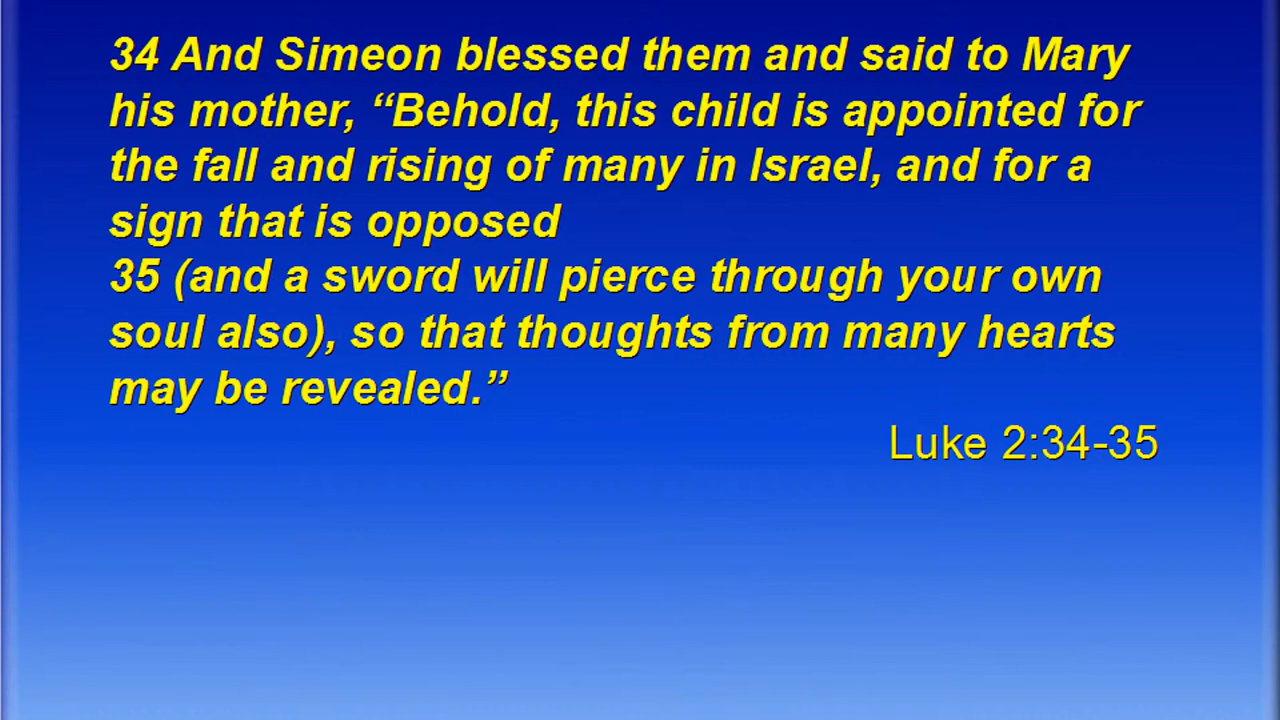 34 And Simeon blessed them and said to Mary
his mother, “Behold, this child is appointed for
the fall and rising of many in Israel, and for a
sign that is opposed
35 (and a sword will pierce through your own
soul also), so that thoughts from many hearts
may be revealed.”
Luke 2:34-35